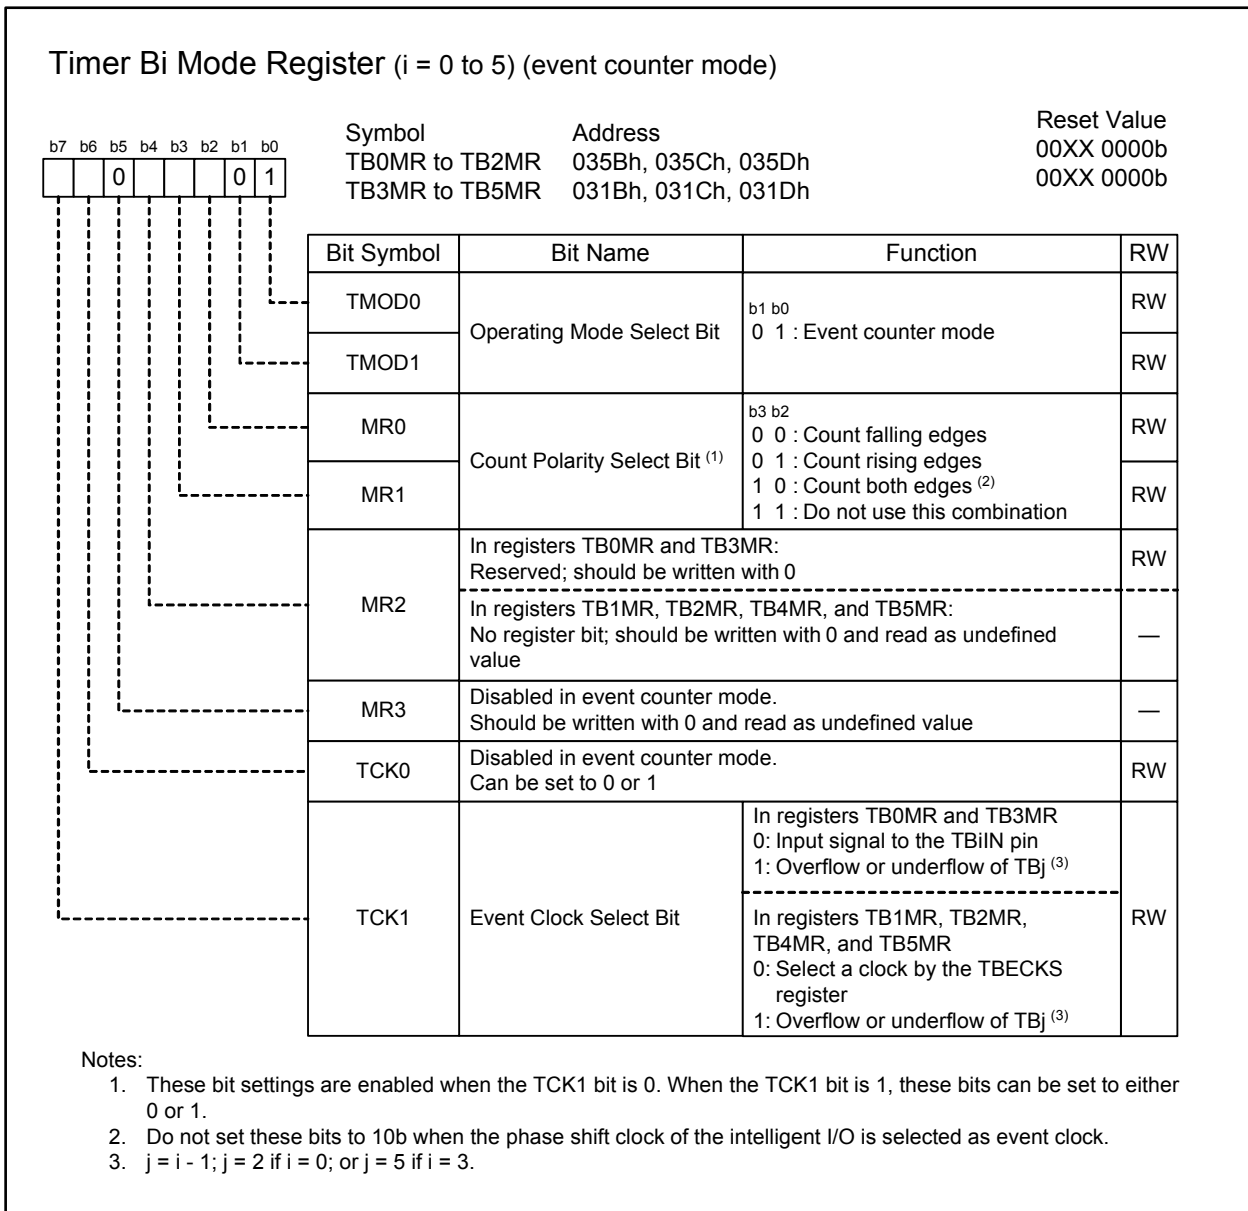 Timer Bi Mode Register (i = 0 to 5) (event counter mode)
b7 b6 b5 b4 b3 b2 b1 b0
0 0 1
Symbol Address Reset Value
TB0MR to TB2MR 035Bh, 035Ch, 035Dh 00XX 0000b
TB3MR to TB5MR 031Bh, 031Ch, 031Dh 00XX 0000b
Bit Symbol Bit Name Function RW
TMOD0 RW
Operating Mode Select Bit
b1 b0
0 1 : Event counter mode
TMOD1 RW
MR0 RW
Count Polarity Select Bit (1)
b3 b2
0 0 : Count falling edges
0 1 : Count rising edges
1 0 : Count both edges (2)
1 1 : Do not use this combination
MR1 RW
MR2
In registers TB0MR and TB3MR:
Reserved; should be written with 0
RW
In registers TB1MR, TB2MR, TB4MR, and TB5MR:
No register bit; should be written with 0 and read as undefined
value
—
MR3
Disabled in event counter mode.
Should be written with 0 and read as undefined value
—
TCK0
Disabled in event counter mode.
Can be set to 0 or 1
RW
TCK1
Event Clock Select Bit
In registers TB0MR and TB3MR
0: Input signal to the TBiIN pin
1: Overflow or underflow of TBj (3)
In registers TB1MR, TB2MR,
TB4MR, and TB5MR
0: Select a clock by the TBECKS
register
1: Overflow or underflow of TBj (3)
RW
Notes:
1. These bit settings are enabled when the TCK1 bit is 0. When the TCK1 bit is 1, these bits can be set to either
0 or 1.
2. Do not set these bits to 10b when the phase shift clock of the intelligent I/O is selected as event clock.
3. j = i - 1; j = 2 if i = 0; or j = 5 if i = 3.